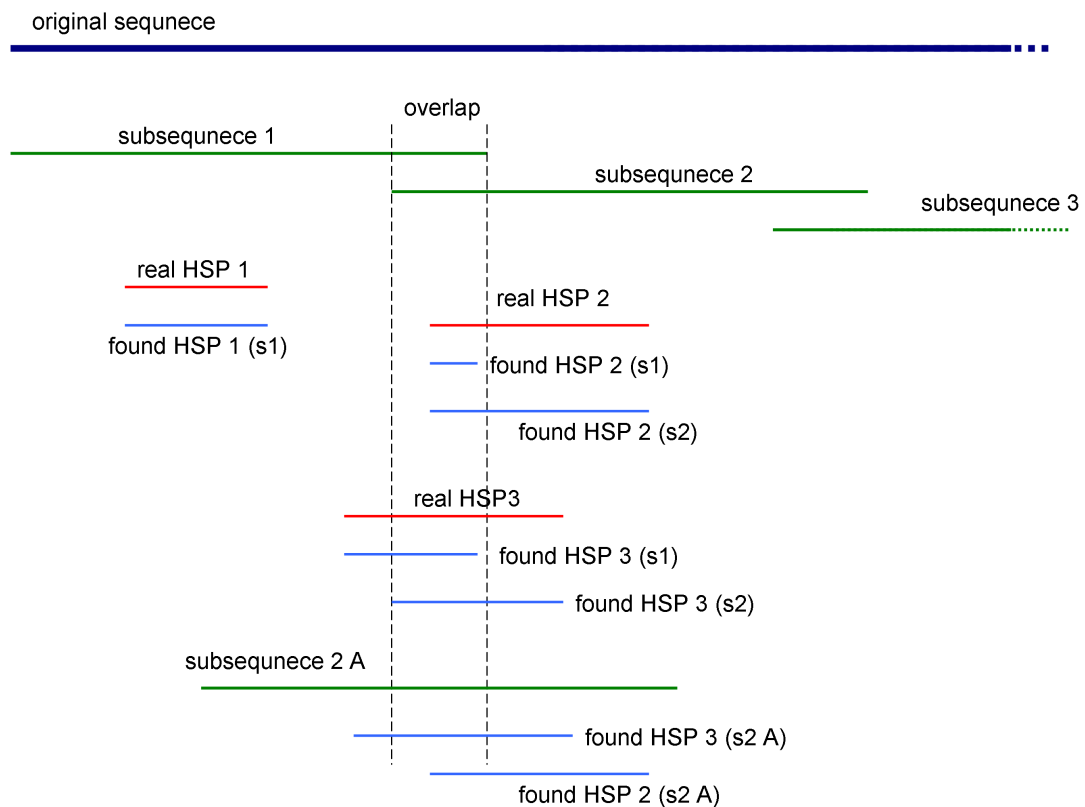 original sequnece
overlap
subsequnece 1
subsequnece 2
subsequnece 3
real HSP 1
real HSP 2
found HSP 1 (s1)
found HSP 2 (s1)
found HSP 2 (s2)
real HSP3
found HSP 3 (s1)
found HSP 3 (s2)
subsequnece 2 A
found HSP 3 (s2 A)
found HSP 2 (s2 A)